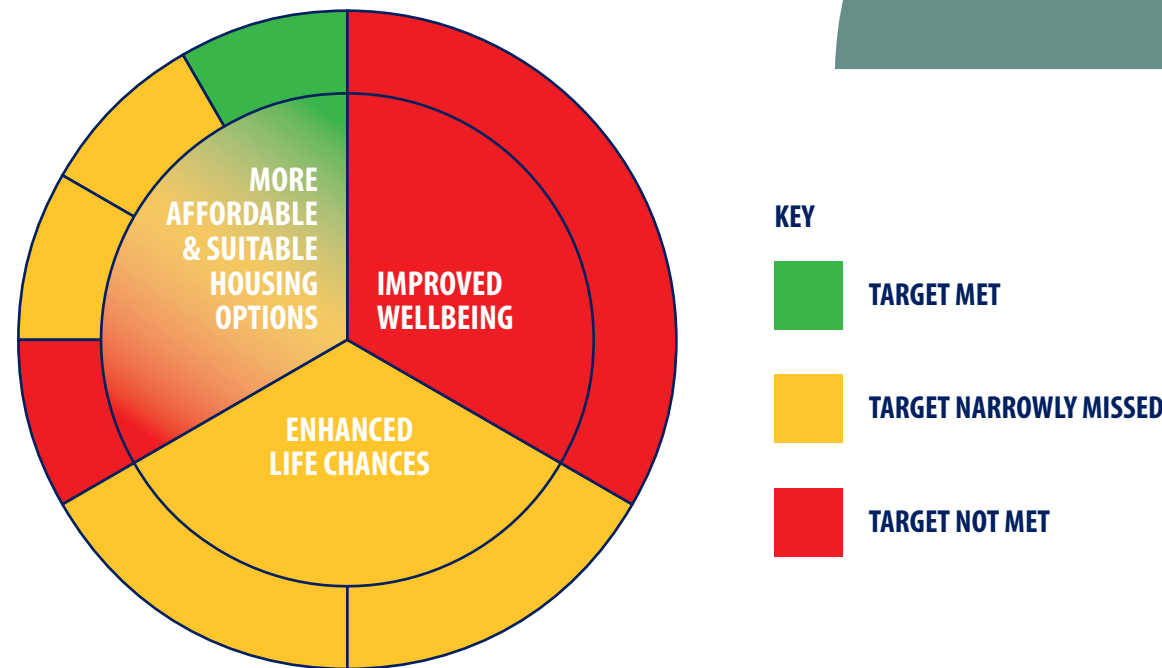 MORE
AFFORDABLE
& SUITABLE
HOUSING
OPTIONS
IMPROVED
WELLBEING
ENHANCED
LIFE CHANCES
KEY
TARGET MET
TARGET NARROWLY MISSED
TARGET NOT MET